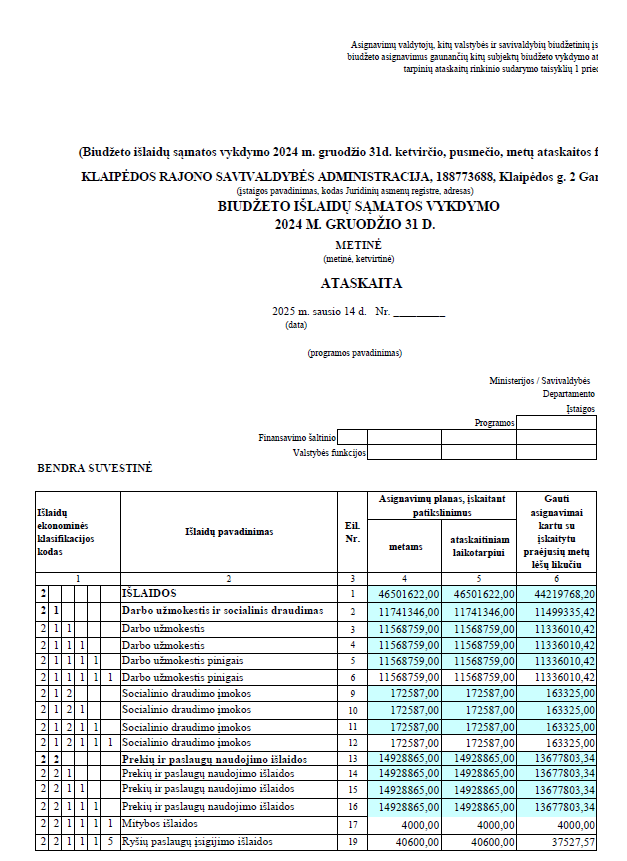 Asignavimų valdytojų, kitų valstybės ir savivaldybių biudžetinių įs
biudžeto asignavimus gaunančių kitų subjektų biudžeto vykdymo at
tarpinių ataskaitų rinkinio sudarymo taisyklių 1 pried
(Biudžeto išlaidų sąmatos vykdymo 2024 m. gruodžio 31d. ketvirčio, pusmečio, metų ataskaitos f
KLAIPĖDOS RAJONO SAVIVALDYBĖS ADMINISTRACIJA, 188773688, Klaipėdos g. 2 Gar
(įstaigos pavadinimas, kodas Juridinių asmenų registre, adresas)
BIUDŽETO IŠLAIDŲ SĄMATOS VYKDYMO
2024 M. GRUODŽIO 31 D.
METINĖ
(metinė, ketvirtinė)
ATASKAITA
2025 m. sausio 14 d. Nr. _________
(data)
(programos pavadinimas)
Ministerijos / Savivaldybės
Departamento
Įstaigos
Programos
Finansavimo šaltinio
Valstybės funkcijos
BENDRA SUVESTINĖ
Išlaidų ekonominės klasifikacijos kodas Išlaidų pavadinimas Eil. Nr. Asignavimų planas, įskaitant patikslinimus metams ataskaitiniam laikotarpiui Gauti asignavimai kartu su įskaitytu praėjusių metų lėšų likučiu
1 2 3 4 5 6
2 IŠLAIDOS 1 46501622,00 46501622,00 44219768,20
2 1 Darbo užmokestis ir socialinis draudimas 2 11741346,00 11741346,00 11499335,42
2 1 1 Darbo užmokestis 3 11568759,00 11568759,00 11336010,42
2 1 1 1 Darbo užmokestis 4 11568759,00 11568759,00 11336010,42
2 1 1 1 1 Darbo užmokestis pinigais 5 11568759,00 11568759,00 11336010,42
2 1 1 1 1 1 Darbo užmokestis pinigais 6 11568759,00 11568759,00 11336010,42
2 1 2 Socialinio draudimo įmokos 9 172587,00 172587,00 163325,00
2 1 2 1 Socialinio draudimo įmokos 10 172587,00 172587,00 163325,00
2 1 2 1 1 Socialinio draudimo įmokos 11 172587,00 172587,00 163325,00
2 1 2 1 1 1 Socialinio draudimo įmokos 12 172587,00 172587,00 163325,00
2 2 Prekių ir paslaugų naudojimo išlaidos 13 14928865,00 14928865,00 13677803,34
2 2 1 Prekių ir paslaugų naudojimo išlaidos 14 14928865,00 14928865,00 13677803,34
2 2 1 1 Prekių ir paslaugų naudojimo išlaidos 15 14928865,00 14928865,00 13677803,34
2 2 1 1 1 Prekių ir paslaugų naudojimo išlaidos 16 14928865,00 14928865,00 13677803,34
2 2 1 1 1 1 Mitybos išlaidos 17 4000,00 4000,00 4000,00
2 2 1 1 1 5 Ryšių paslaugų įsigijimo išlaidos 19 40600,00 40600,00 37527,57